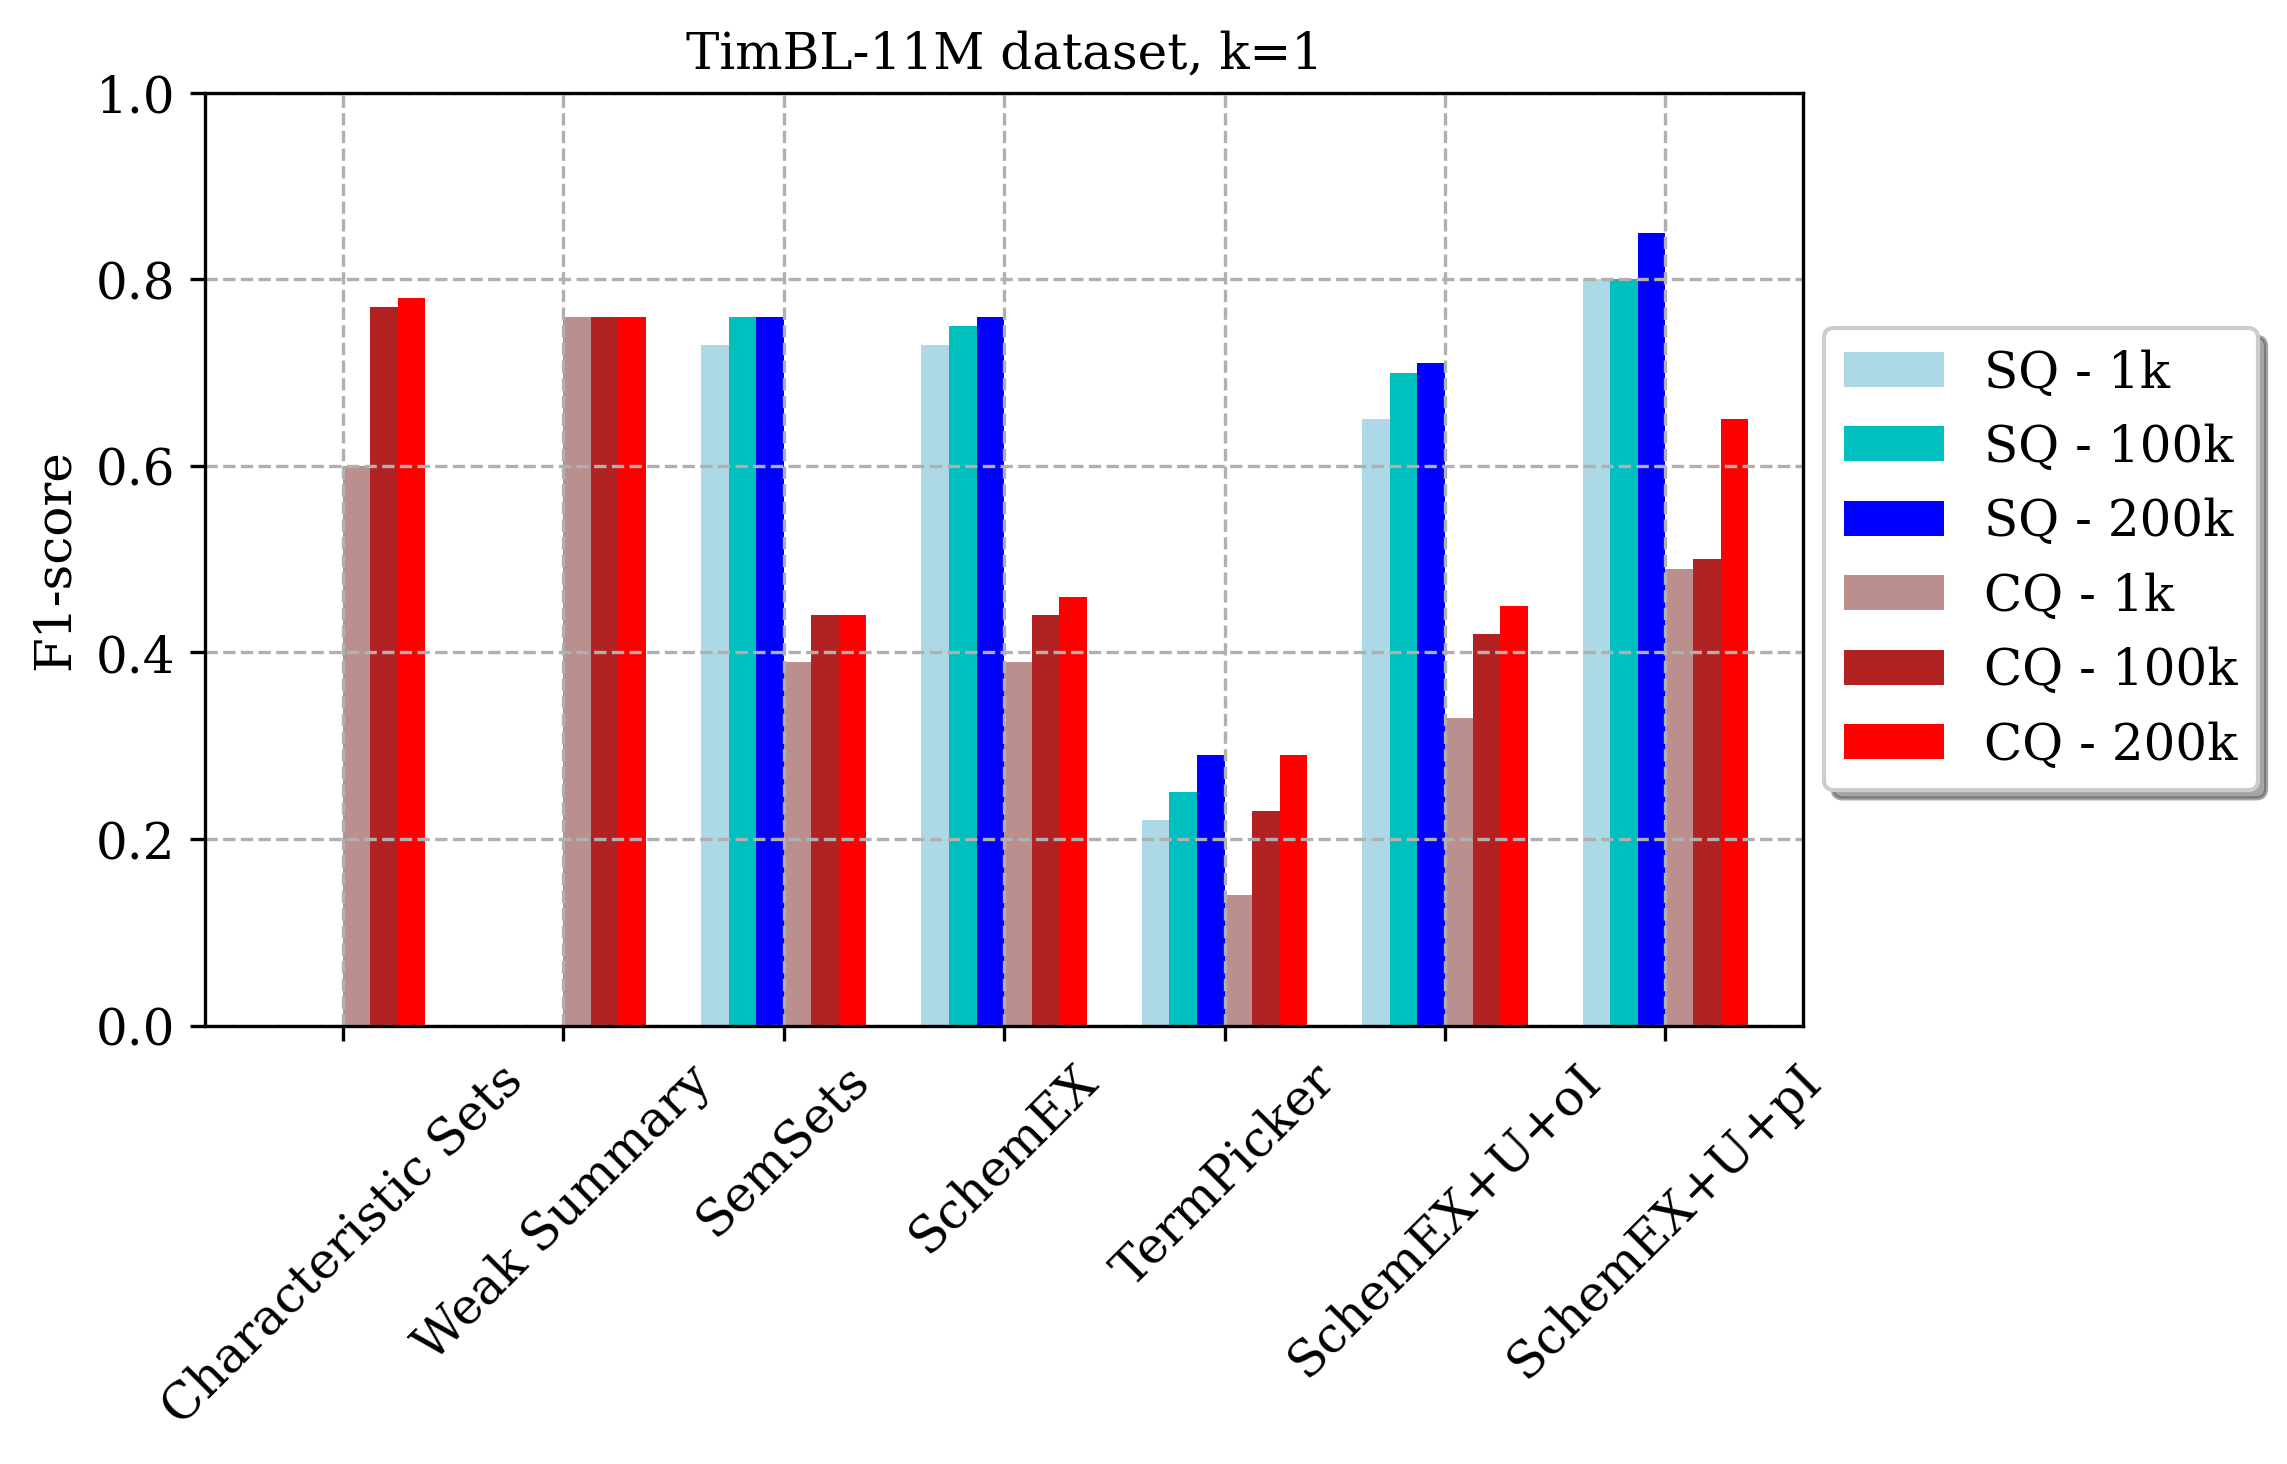 TimBL-11M dataset, k=1
F1-score
1.0
0.8
0.6
0.4
0.2
0.0
Characteristic Sets
Weak Summary
SemSets
SchemEX
TermPicker
SchemEX+U+oI
SchemEX+U+pI
SQ - 1k
SQ - 100k
SQ - 200k
CQ - 1k
CQ - 100k
CQ - 200k